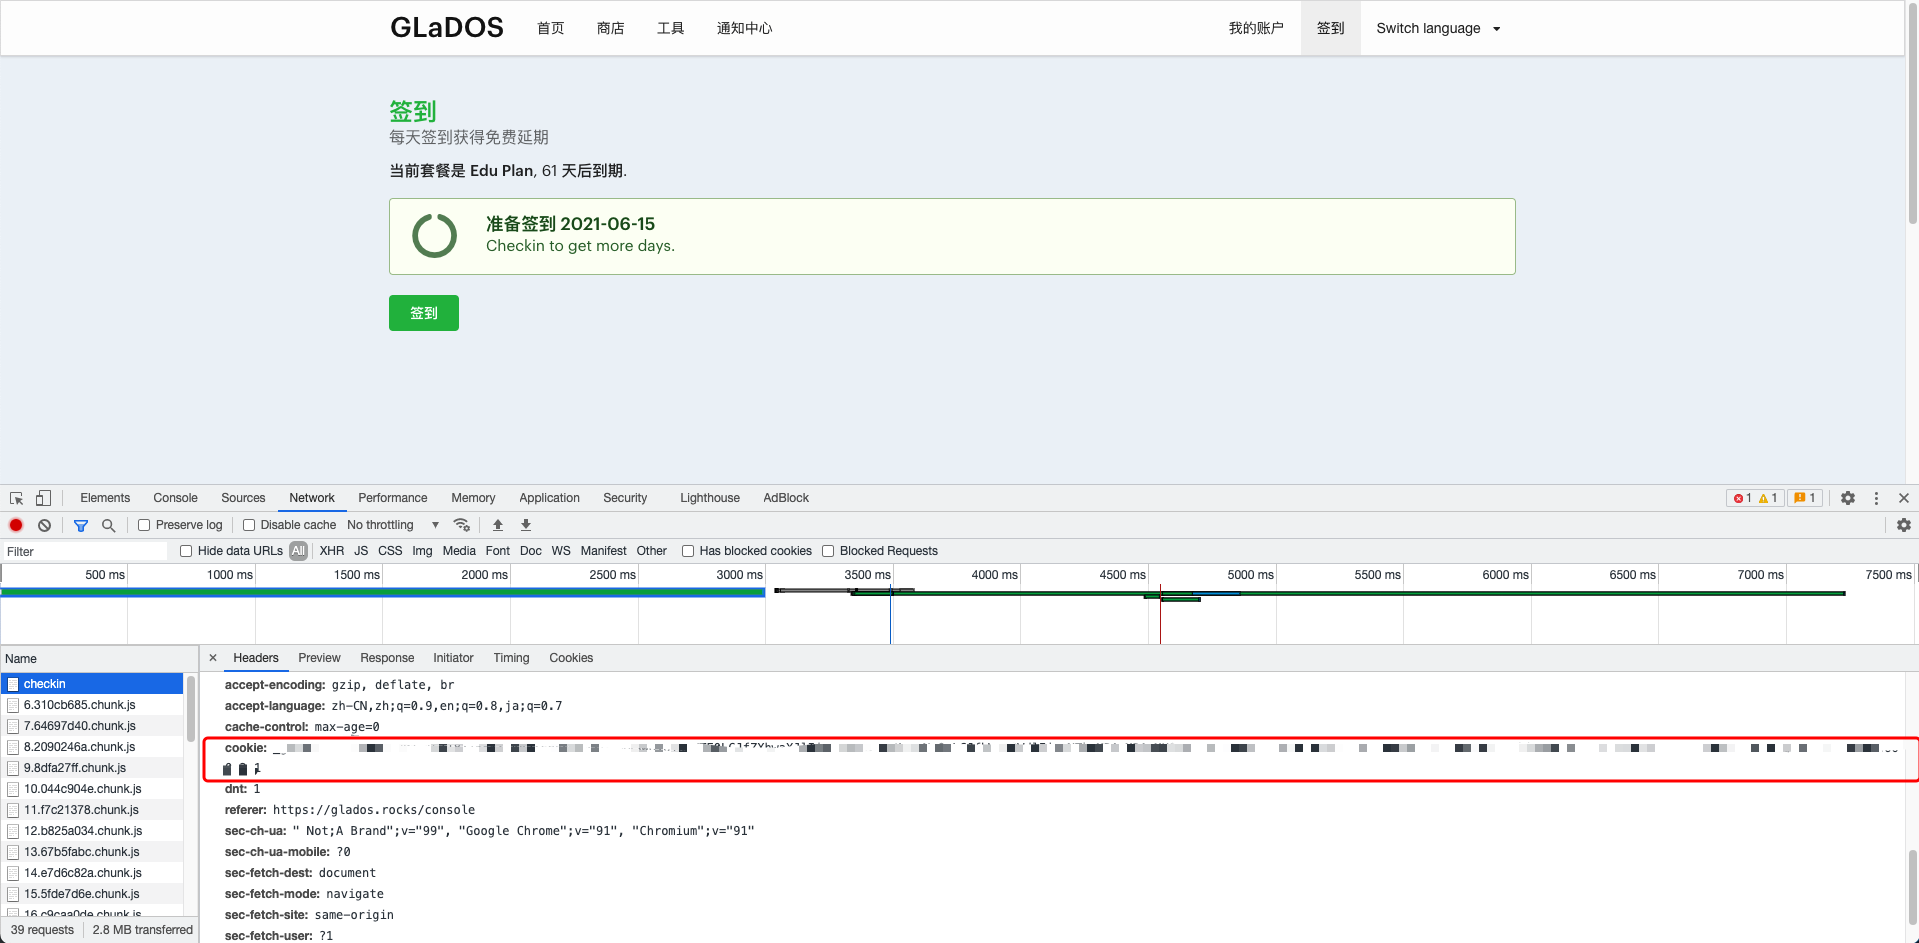 GLaDOS 首页 商店 工具 通知中心 我的账户 签到 Switch language
签到
每天签到获得免费延期
当前套餐是 Edu Plan, 61 天后到期.
准备签到 2021-06-15
Checkin to get more days.
签到
Elements Console Sources Network Performance Memory Application Security Lighthouse AdBlock 1 1 1
Preserve log Disable cache No throttling
Filter Hide data URLs All XHR JS CSS Img Media Font Doc WS Manifest Other Has blocked cookies Blocked Requests
500 ms 1000 ms 1500 ms 2000 ms 2500 ms 3000 ms 3500 ms 4000 ms 4500 ms 5000 ms 5500 ms 6000 ms 6500 ms 7000 ms 7500 ms
Name
checkin
6.310cb685.chunk.js
7.64697d40.chunk.js
8.2090246a.chunk.js
9.8dfa27ff.chunk.js
10.044c904e.chunk.js
11.f7c21378.chunk.js
12.b825a034.chunk.js
13.67b5fabc.chunk.js
14.e7d6c82a.chunk.js
15.5fde7d6e.chunk.js
16.c9caa0de.chunk.js
39 requests 2.8 MB transferred
Headers Preview Response Initiator Timing Cookies
accept-encoding: gzip, deflate, br
accept-language: zh-CN,zh;q=0.9,en;q=0.8,ja;q=0.7
cache-control: max-age=0
cookie:
dnt: 1
referer: https://glados.rocks/console
sec-ch-ua: " Not;A Brand";v="99", "Google Chrome";v="91", "Chromium";v="91"
sec-ch-ua-mobile: ?0
sec-fetch-dest: document
sec-fetch-mode: navigate
sec-fetch-site: same-origin
sec-fetch-user: ?1